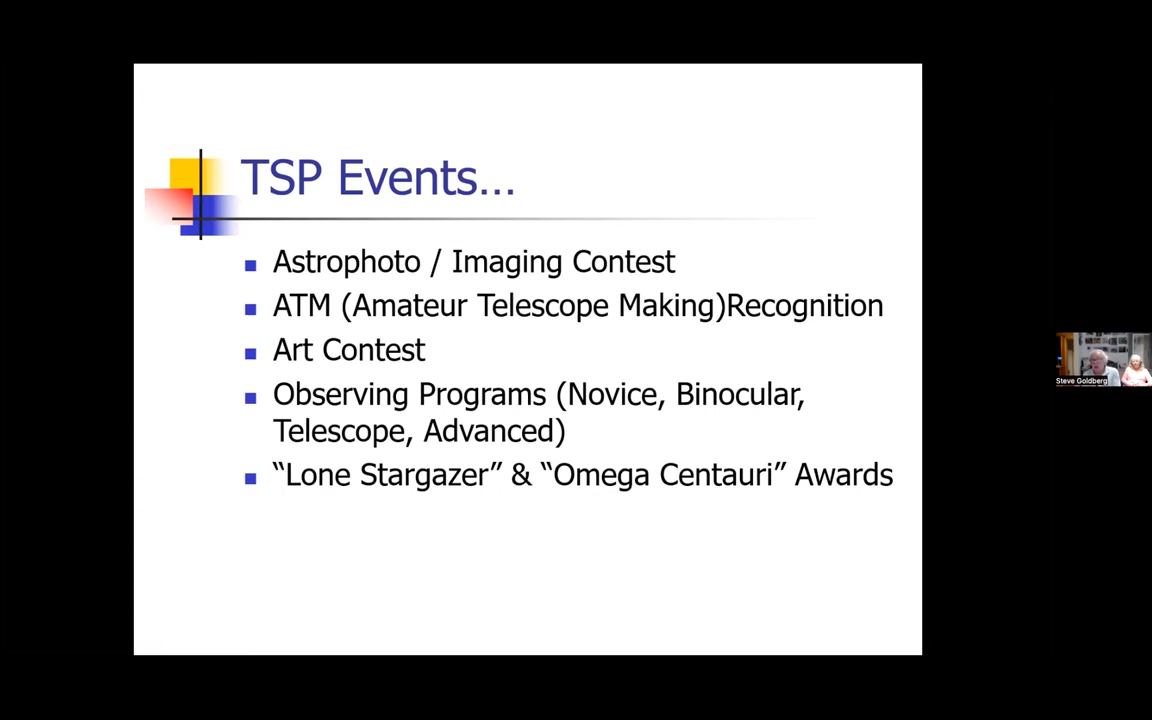 TSP Events...
Astrophoto / Imaging Contest
ATM (Amateur Telescope Making)Recognition
Art Contest
Observing Programs (Novice, Binocular,
Telescope, Advanced)
“Lone Stargazer” & “Omega Centauri” Awards
Steve Goldberg